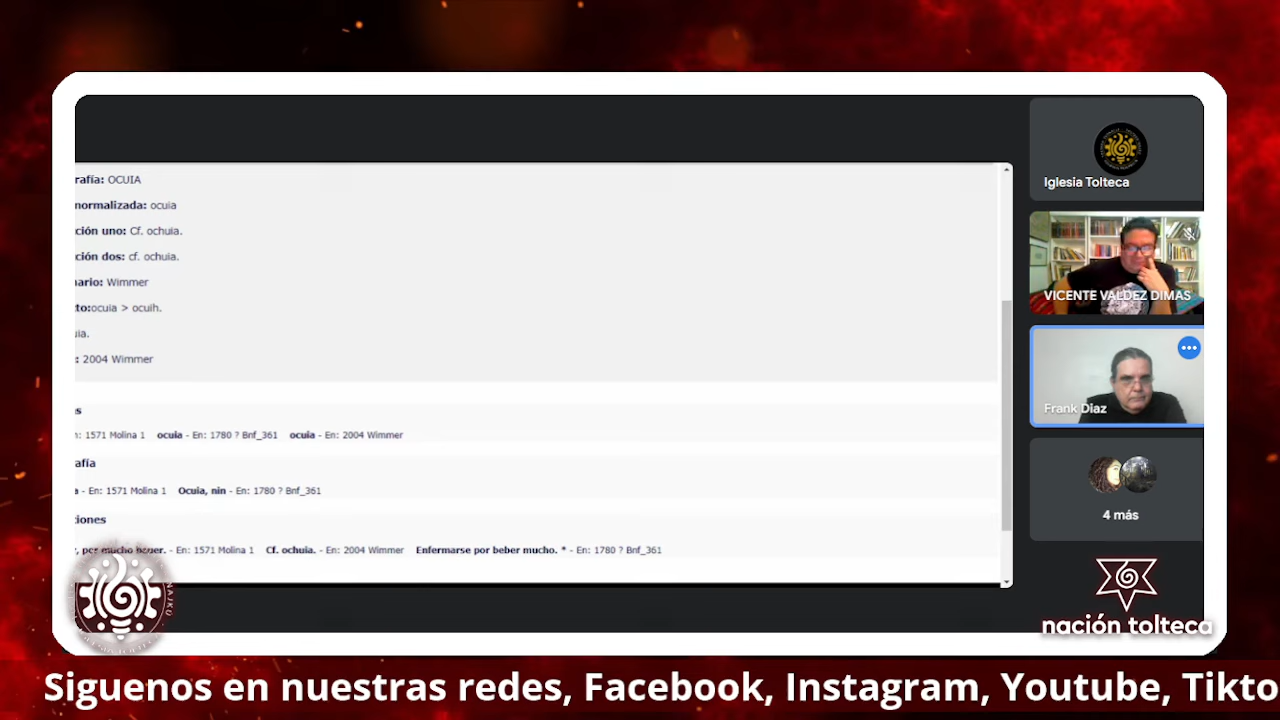 rafía: OCUIA
normalizada: ocuia
ción uno: Cf. ochuia.
ción dos: cf. ochuia.
nario: Wimmer
to:ocuia > ocuih.
uia.
: 2004 Wimmer
s
n: 1571 Molina 1 ocuia - En: 1780 ? Bnf_361 ocuia - En: 2004 Wimmer
afía
a - En: 1571 Molina 1 Ocuia, nin - En: 1780 ? Bnf_361
ciones
, por mucho beuer. - En: 1571 Molina 1 Cf. ochuia. - En: 2004 Wimmer Enfermarse por beber mucho. * - En: 1780 ? Bnf_361
Iglesia Tolteca
VICENTE VALDEZ DIMAS
Frank Diaz
4 más
nación tolteca
Siguenos en nuestras redes, Facebook, Instagram, Youtube, Tikto